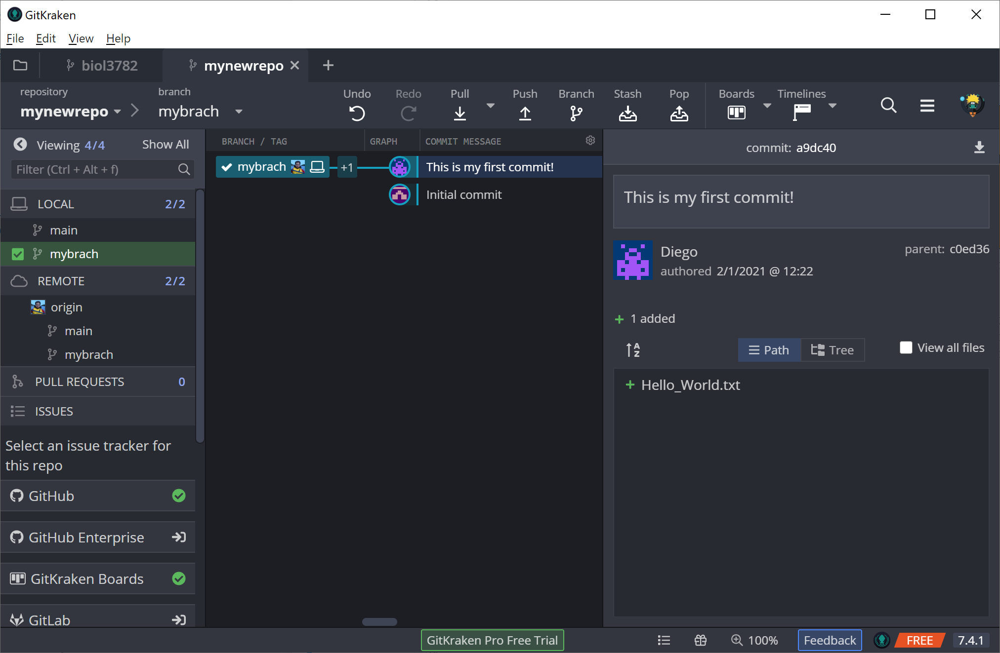 GitKraken
File Edit View Help
biol3782 mynewrepo
repository branch
mynewrepo mybrach
Undo Redo Pull Push Branch Stash Pop Boards Timelines
Viewing 4/4 Show All
Filter (Ctrl + Alt + f)
LOCAL 2/2
main
mybrach
REMOTE 2/2
origin
main
mybrach
PULL REQUESTS 0
ISSUES
Select an issue tracker for
this repo
GitHub
GitHub Enterprise
GitKraken Boards
GitLab
BRANCH / TAG GRAPH COMMIT MESSAGE
mybrach +1 This is my first commit!
Initial commit
commit: a9dc40
This is my first commit!
Diego
authored 2/1/2021 @ 12:22
parent: c0ed36
1 added
A
Z
Path Tree View all files
Hello_World.txt
GitKraken Pro Free Trial 100% Feedback FREE 7.4.1